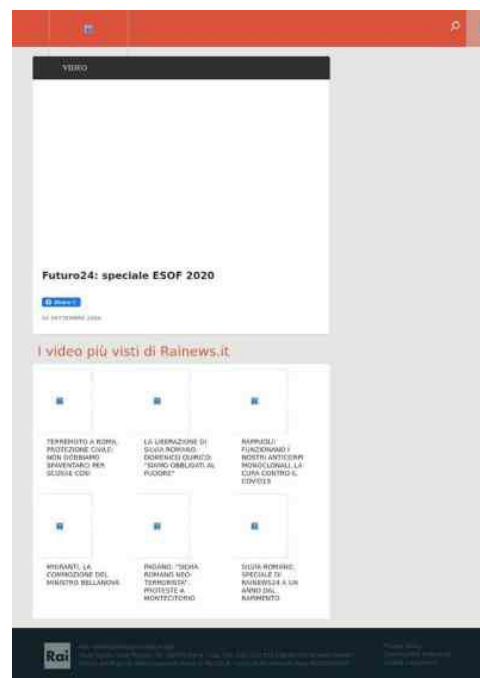 VIDEO
Futuro24: speciale ESOF 2020
Share
SETTEMBRE 2020
I video più visti di Rainews.it
TERREMOTO A ROMA,
PROTEZIONE CIVILE:
NON DOBBIAMO
SPAVENTARCI PER
SCOSSE COSÌ
LA LIBERAZIONE DI
SILVIA ROMANO.
DOMENICO QUIRICO:
"SIAMO OBBLIGATI AL
PUDORE"
RAPPUOLI:
FUNZIONANO I
NOSTRI ANTICORPI
MONOCLONALI, LA
CURA CONTRO IL
COVID19
MIGRANTI, LA
COMMOZIONE DEL
MINISTRO BELLANOVA
PAGANO: "SILVIA
ROMANO NEO-
TERRORISTA".
PROTESTE A
MONTECITORIO
SILVIA ROMANO,
SPECIALE DI
RAINEWS24 A UN
ANNO DAL
RAPIMENTO
Rai